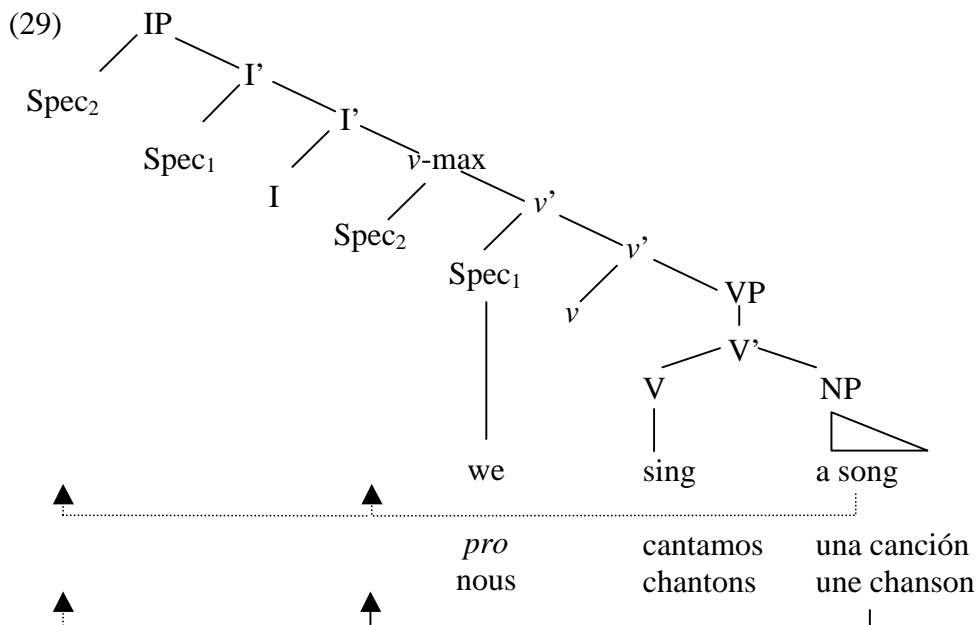 (29) IP
Spec₂ I’
Spec₁ I’
I v-max
Spec₂ v’
Spec₁ v’
v VP
V’
V NP
we sing a song
pro cantamos una canción
nous chantons une chanson